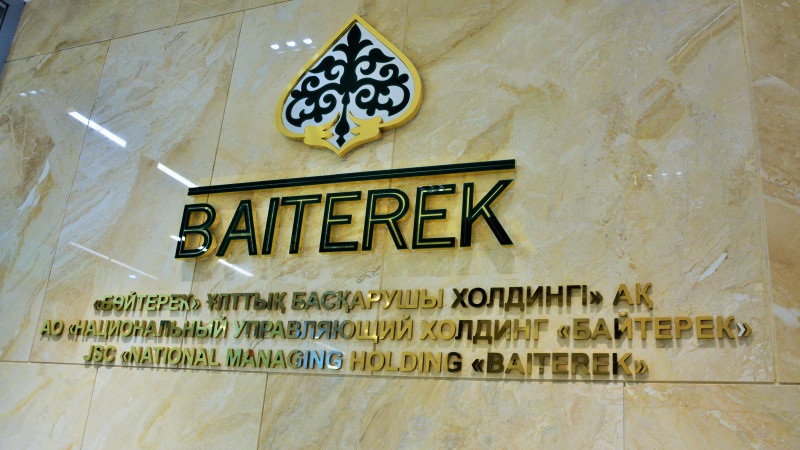 BAITEREK
«БӘЙТЕРЕК» ҰЛТТЫҚ БАСҚАРУШЫ ХОЛДИНГІ» АҚ
АО «НАЦИОНАЛЬНЫЙ УПРАВЛЯЮЩИЙ ХОЛДИНГ «БАЙТЕРЕК»
JSC «NATIONAL MANAGING HOLDING «BAITEREK»